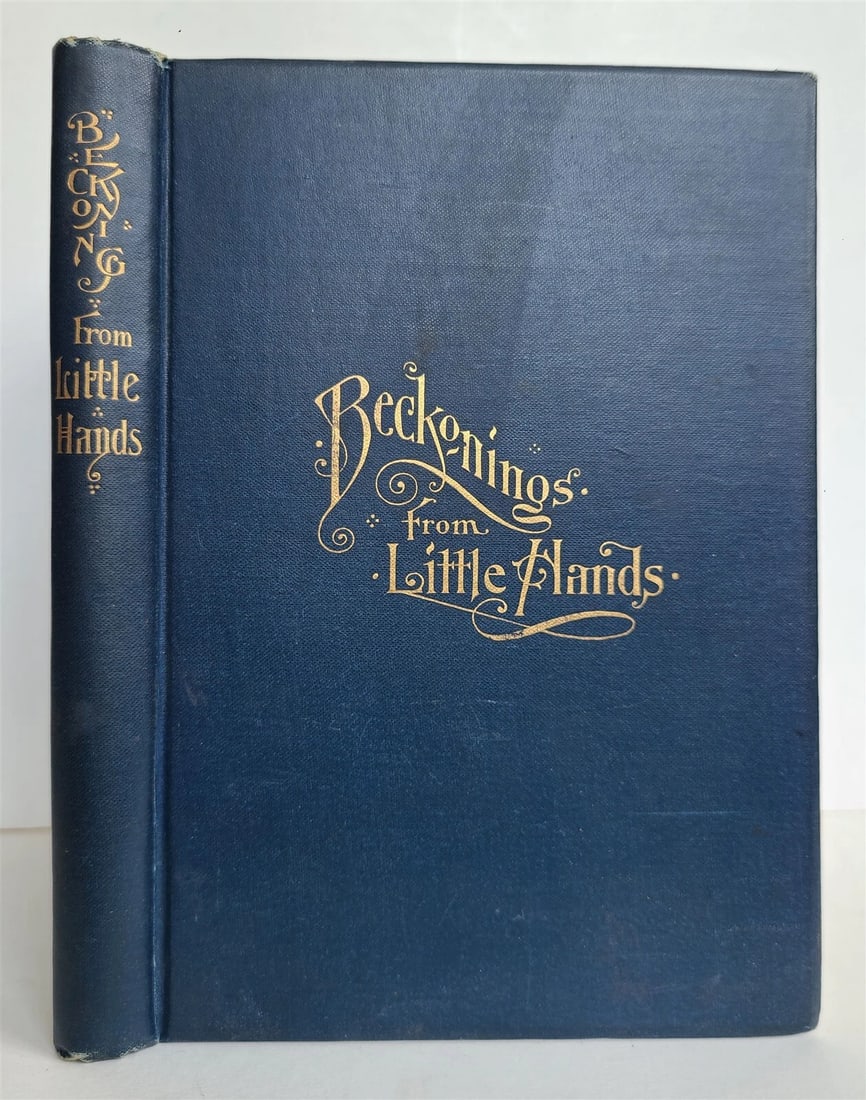 BECKONINGS
From
Little
Hands
Beckonings
from
Little Hands